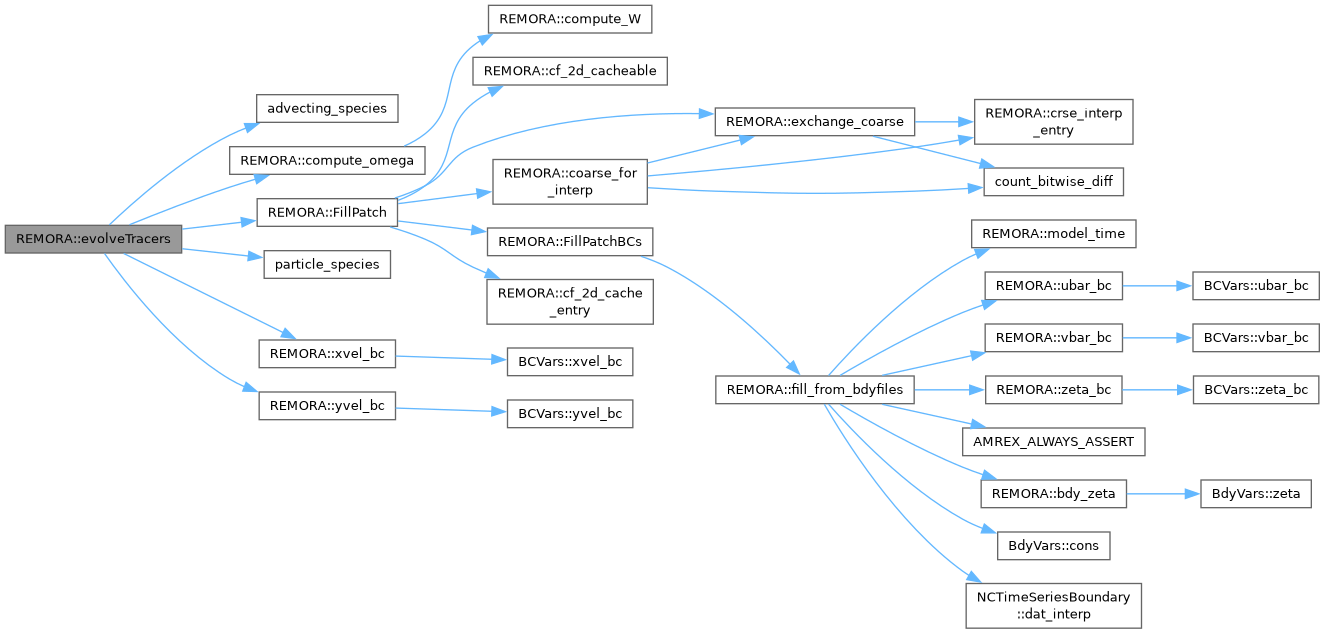 REMORA::evolveTracers
advecting_species
REMORA::compute_omega
REMORA::FillPatch
particle_species
REMORA::xvel_bc
REMORA::yvel_bc
REMORA::compute_W
REMORA::cf_2d_cacheable
REMORA::coarse_for
_interp
REMORA::FillPatchBCs
REMORA::cf_2d_cache
_entry
BCVars::xvel_bc
BCVars::yvel_bc
REMORA::exchange_coarse
REMORA::fill_from_bdyfiles
REMORA::crse_interp
_entry
count_bitwise_diff
REMORA::model_time
REMORA::ubar_bc
REMORA::vbar_bc
REMORA::zeta_bc
AMREX_ALWAYS_ASSERT
REMORA::bdy_zeta
BdyVars::cons
NCTimeSeriesBoundary
::dat_interp
BCVars::ubar_bc
BCVars::vbar_bc
BCVars::zeta_bc
BdyVars::zeta